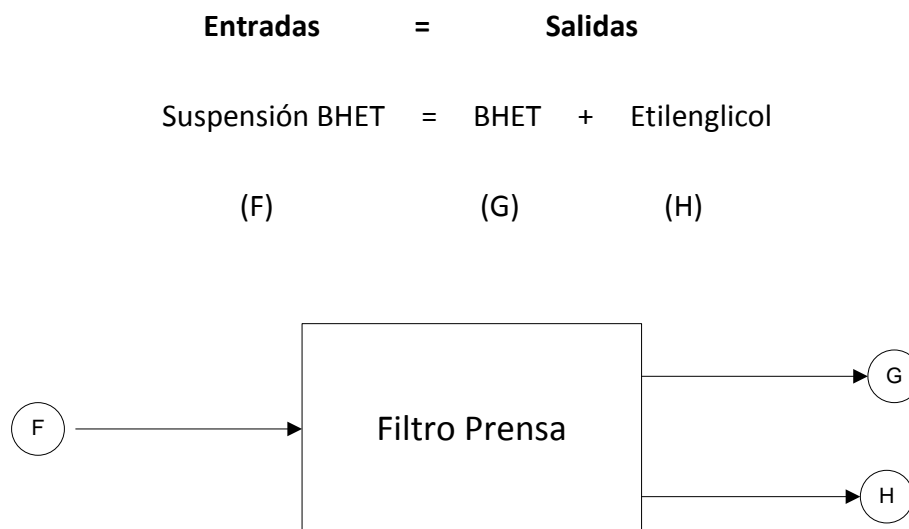 Entradas = Salidas
Suspensión BHET = BHET + Etilenglicol
(F) (G) (H)
G
F
Filtro Prensa
H